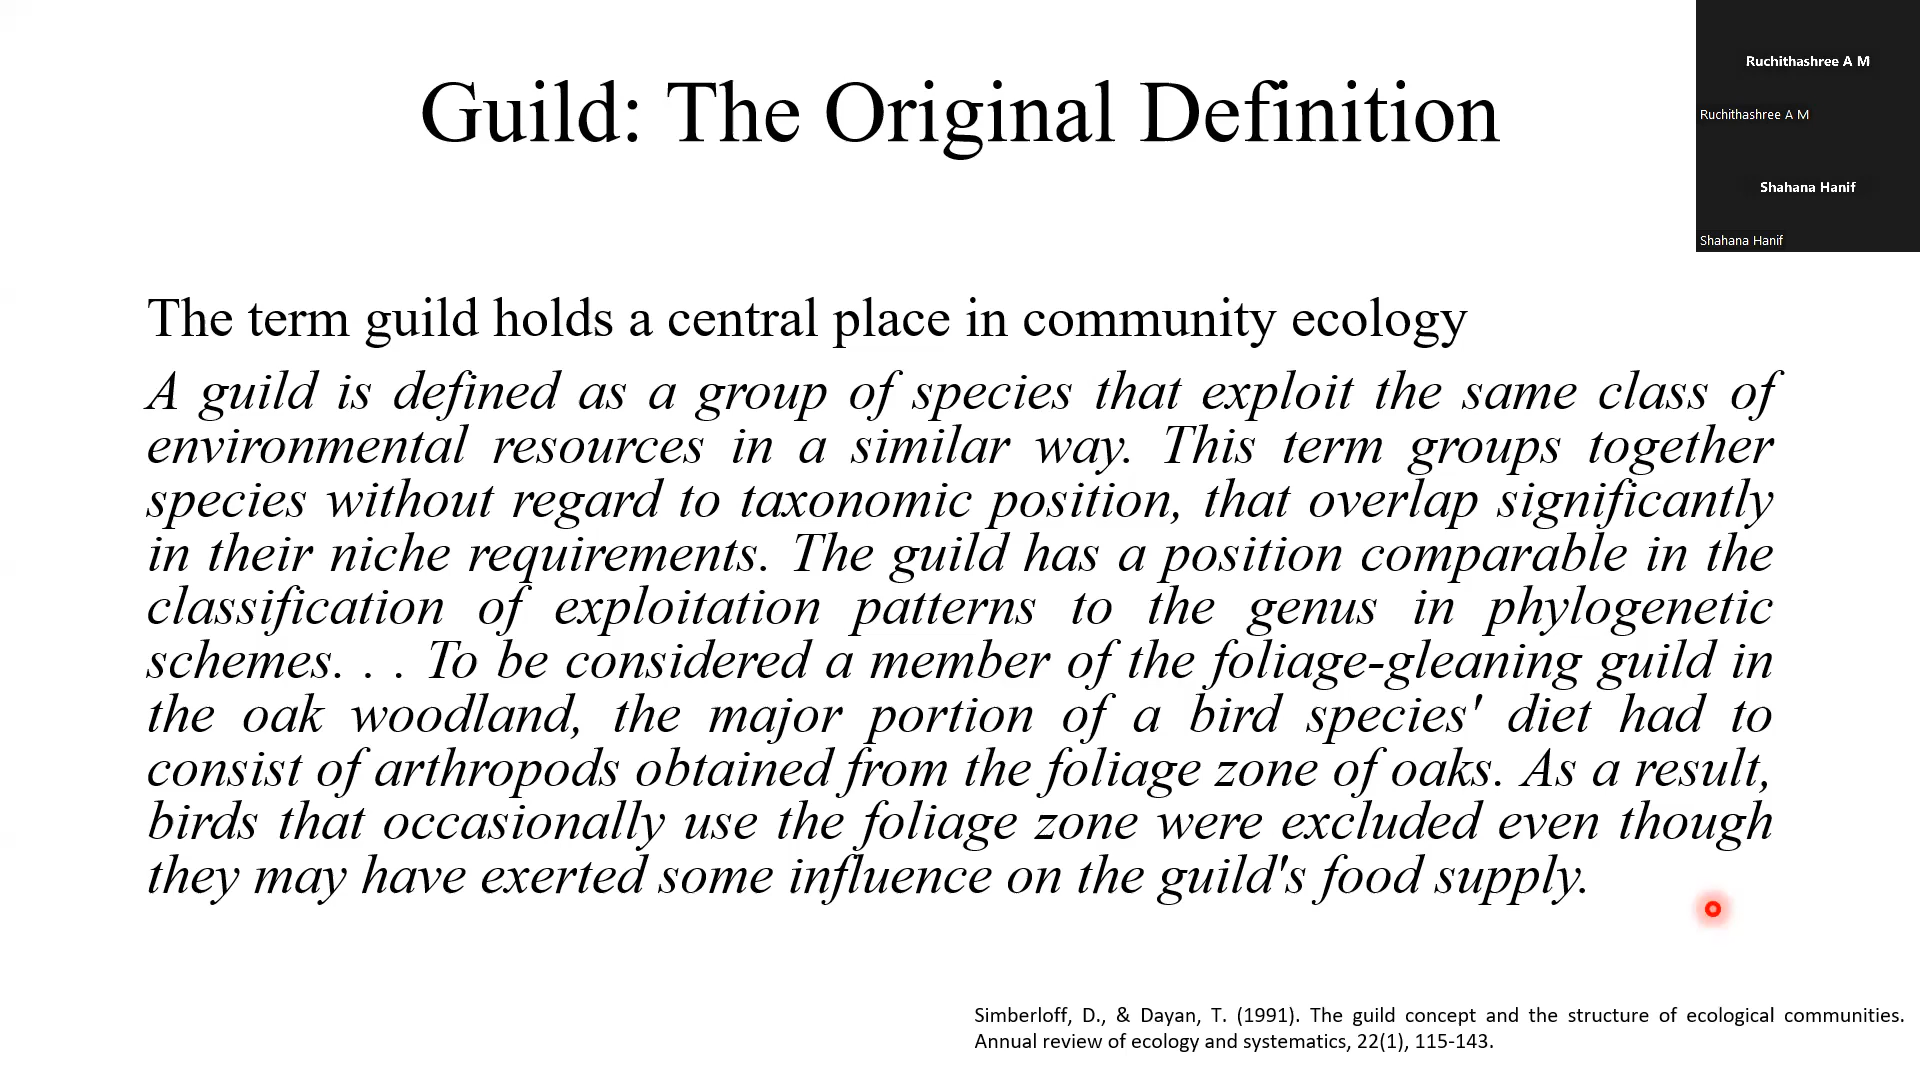 Guild: The Original Definition
Ruchithashree A M
Ruchithashree A M
Shahana Hanif
Shahana Hanif
The term guild holds a central place in community ecology
A guild is defined as a group of species that exploit the same class of
environmental resources in a similar way. This term groups together
species without regard to taxonomic position, that overlap significantly
in their niche requirements. The guild has a position comparable in the
classification of exploitation patterns to the genus in phylogenetic
schemes. . . To be considered a member of the foliage-gleaning guild in
the oak woodland, the major portion of a bird species' diet had to
consist of arthropods obtained from the foliage zone of oaks. As a result,
birds that occasionally use the foliage zone were excluded even though
they may have exerted some influence on the guild's food supply.
Simberloff, D., & Dayan, T. (1991). The guild concept and the structure of ecological communities.
Annual review of ecology and systematics, 22(1), 115-143.